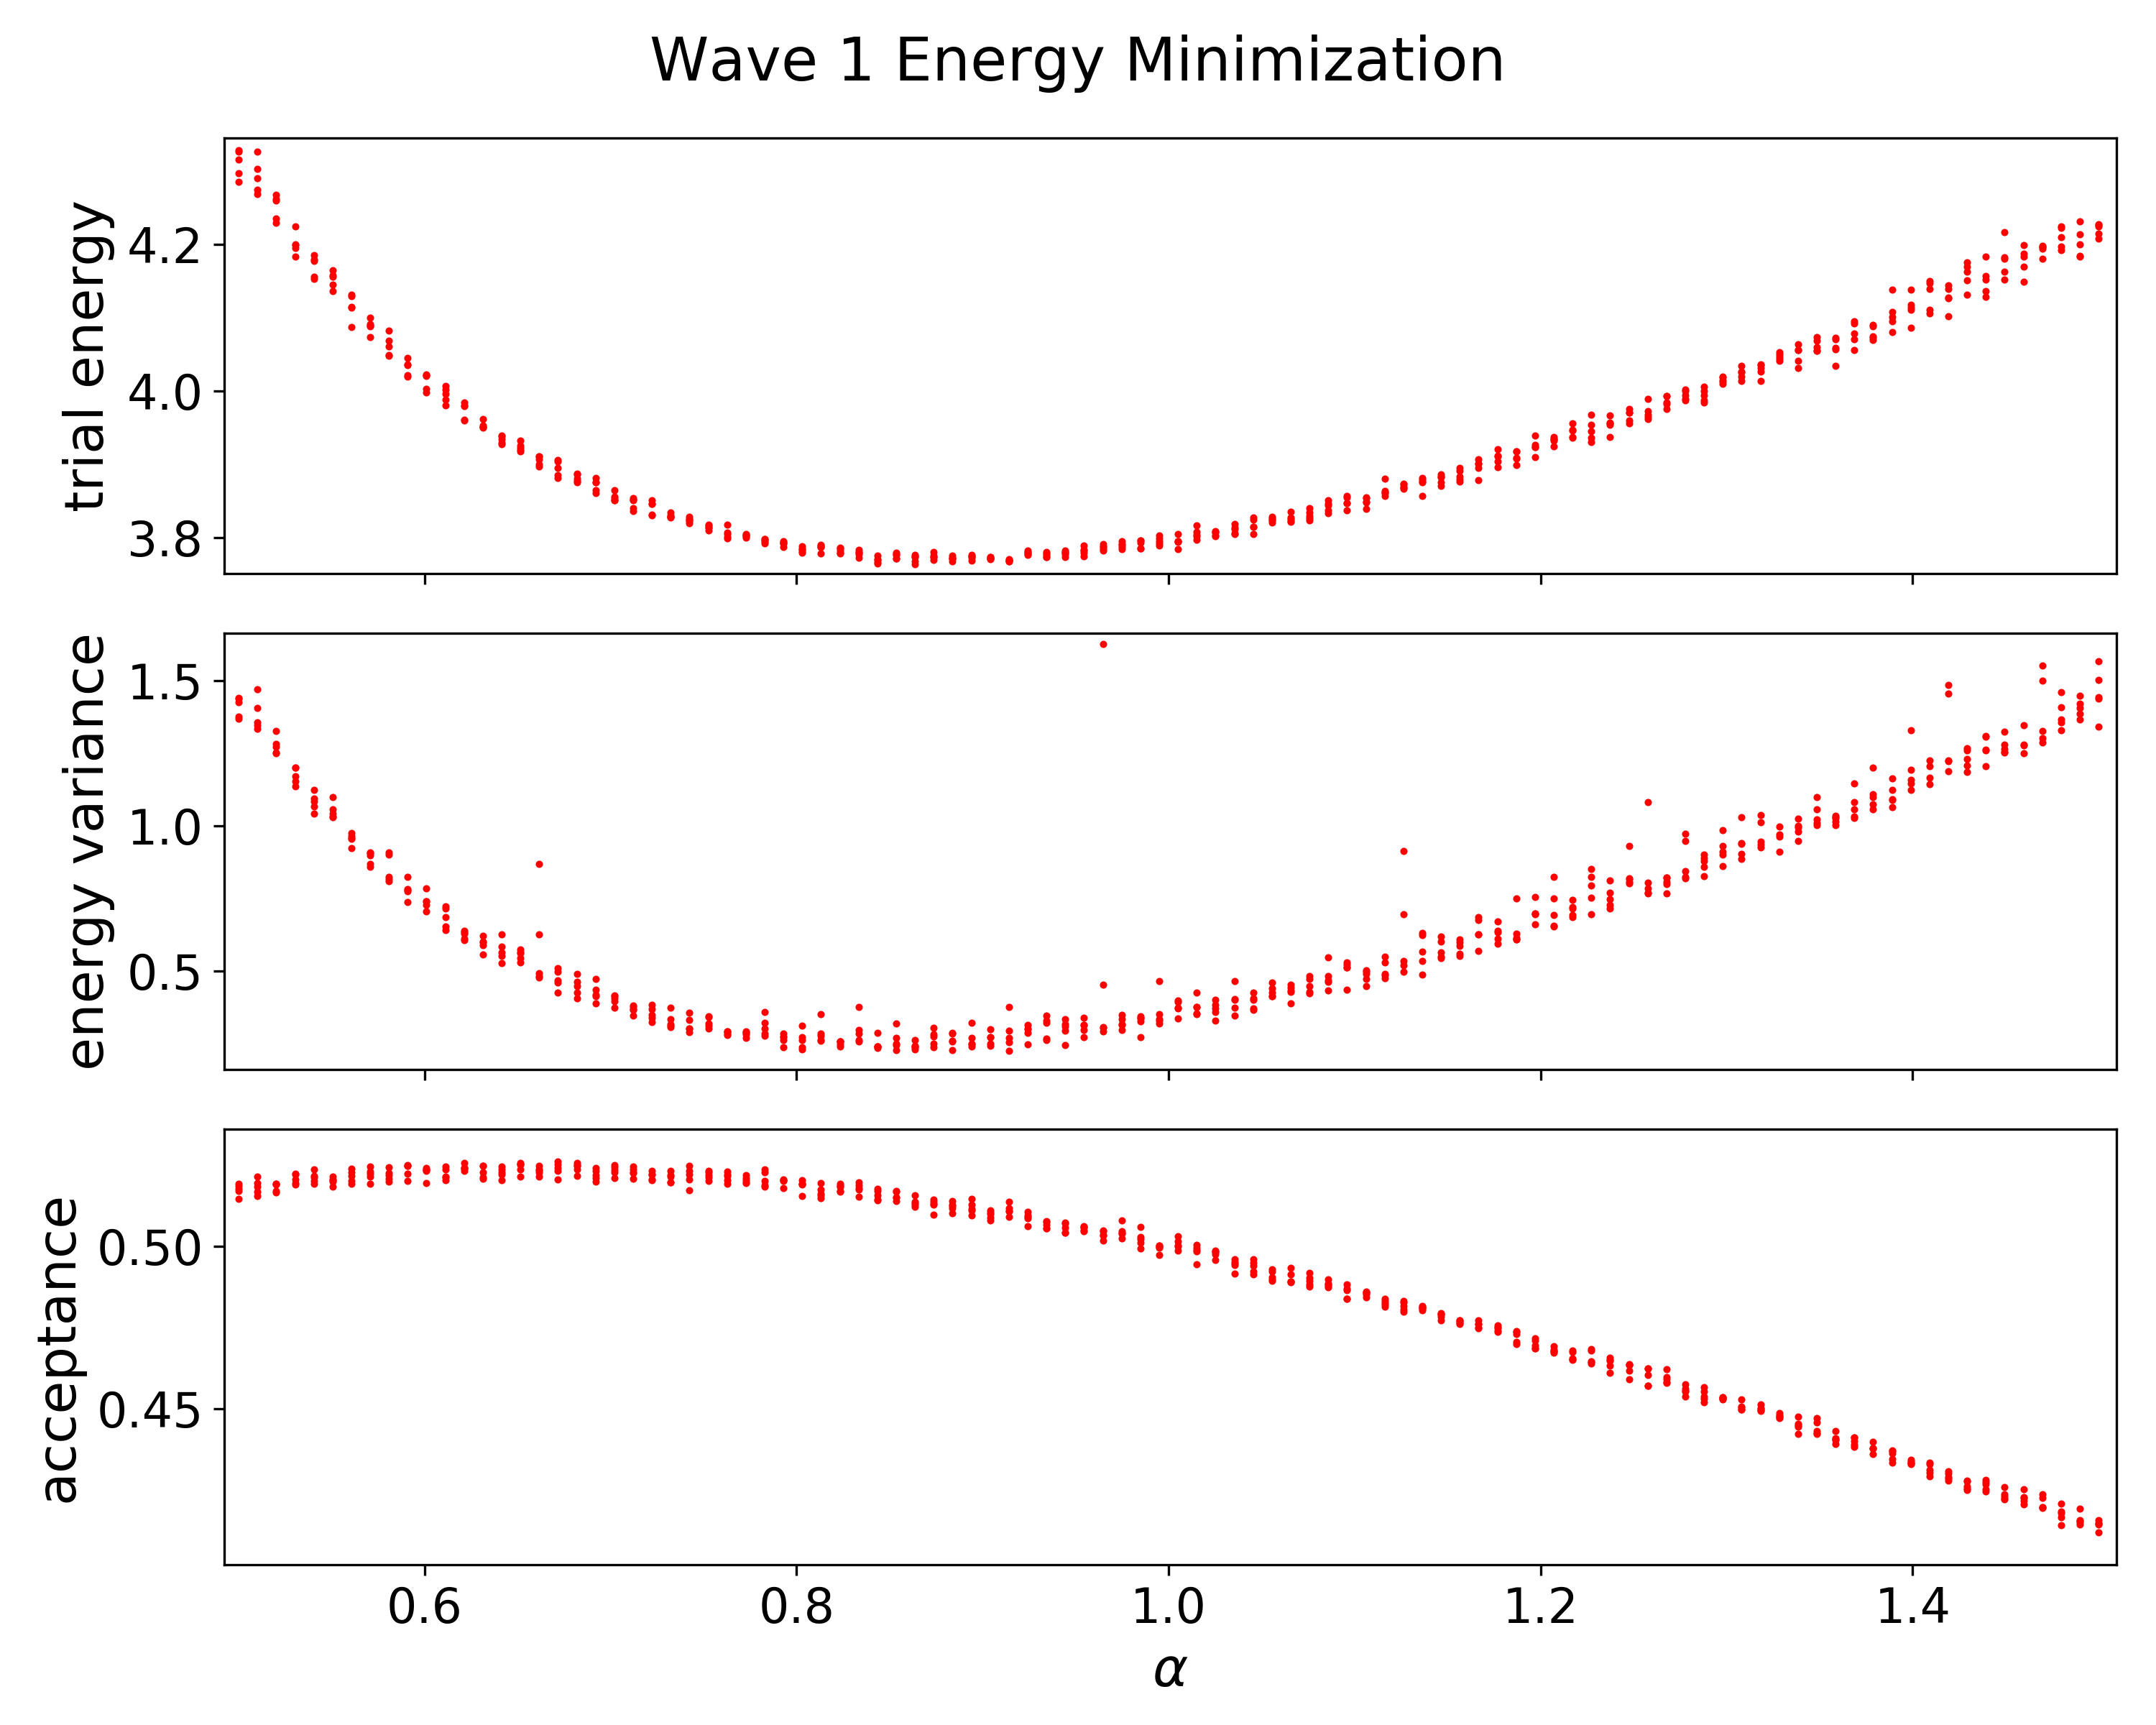 Wave 1 Energy Minimization
trial energy
4.2
4.0
3.8
energy variance
1.5
1.0
0.5
acceptance
0.50
0.45
0.6 0.8 1.0 1.2 1.4
α